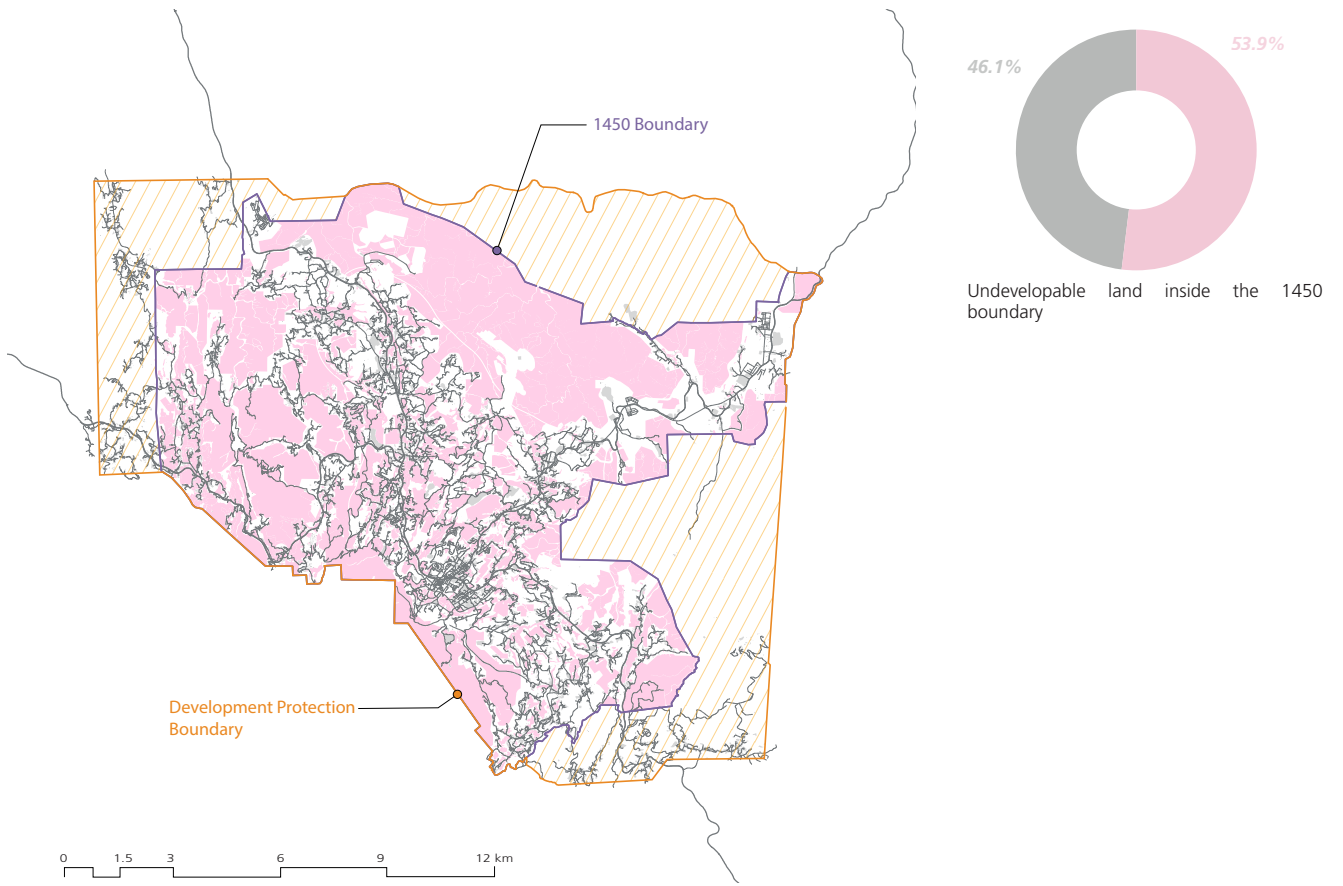 53.9%
46.1%
1450 Boundary
Undevelopable land inside the 1450
boundary
Development Protection
Boundary
0 1.5 3 6 9 12 km